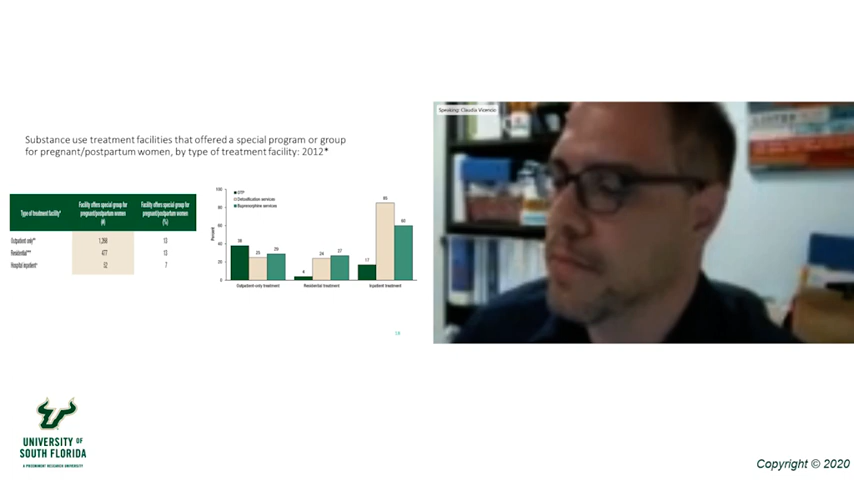 Speaking: Claudia Vicencio
Substance use treatment facilities that offered a special program or group
for pregnant/postpartum women, by type of treatment facility: 2012*
Type of treatment facility*
Facility offers special group for
pregnant/postpartum women
(#)
Facility offers special group for
pregnant/postpartum women
(%)
Outpatient only**
13
Residential***
477
13
Hospital inpatient^
52
7
OTP
Detoxification services
Buprenorphine services
Percent
100
80
60
40
20
0
38
25
29
4
24
27
17
85
60
Outpatient-only treatment
Residential treatment
Inpatient treatment
UNIVERSITY OF
SOUTH FLORIDA
A PREEMINENT RESEARCH UNIVERSITY
Copyright © 2020